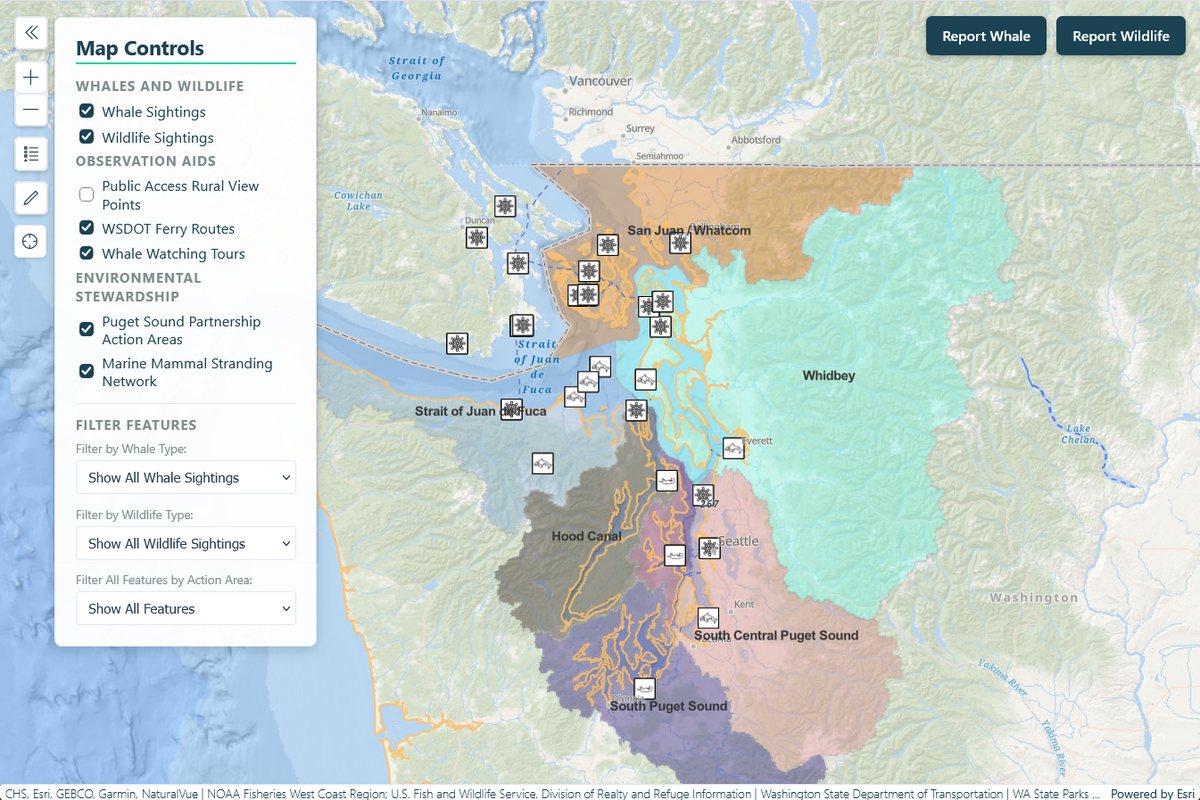 Map Controls
WHALES AND WILDLIFE
Whale Sightings
Wildlife Sightings
OBSERVATION AIDS
Public Access Rural View
Points
WSDOT Ferry Routes
Whale Watching Tours
ENVIRONMENTAL
STEWARDSHIP
Puget Sound Partnership
Action Areas
Marine Mammal Stranding
Network
FILTER FEATURES
Filter by Whale Type:
Show All Whale Sightings
Filter by Wildlife Type:
Show All Wildlife Sightings
Filter All Features by Action Area:
Show All Features
Report Whale
Report Wildlife
Strait of
Georgia
Vancouver
Nanaimo
Richmond
Surrey
Abbotsford
Semiahmoo
Cowichan
Lake
Duncan
San Juan / Whatcom
Strait
of Juan
de
Fuca
Whidbey
Strait of Juan de Fuca
Lake
Chelan
Everett
Hood Canal
Seattle
Washington
Kent
South Central Puget Sound
Yakima River
South Puget Sound
Yakima River
CHS, Esri, GEBCO, Garmin, NaturalVue | NOAA Fisheries West Coast Region; U.S. Fish and Wildlife Service, Division of Realty and Refuge Information | Washington State Department of Transportation | WA State Parks ...
Powered by Esri